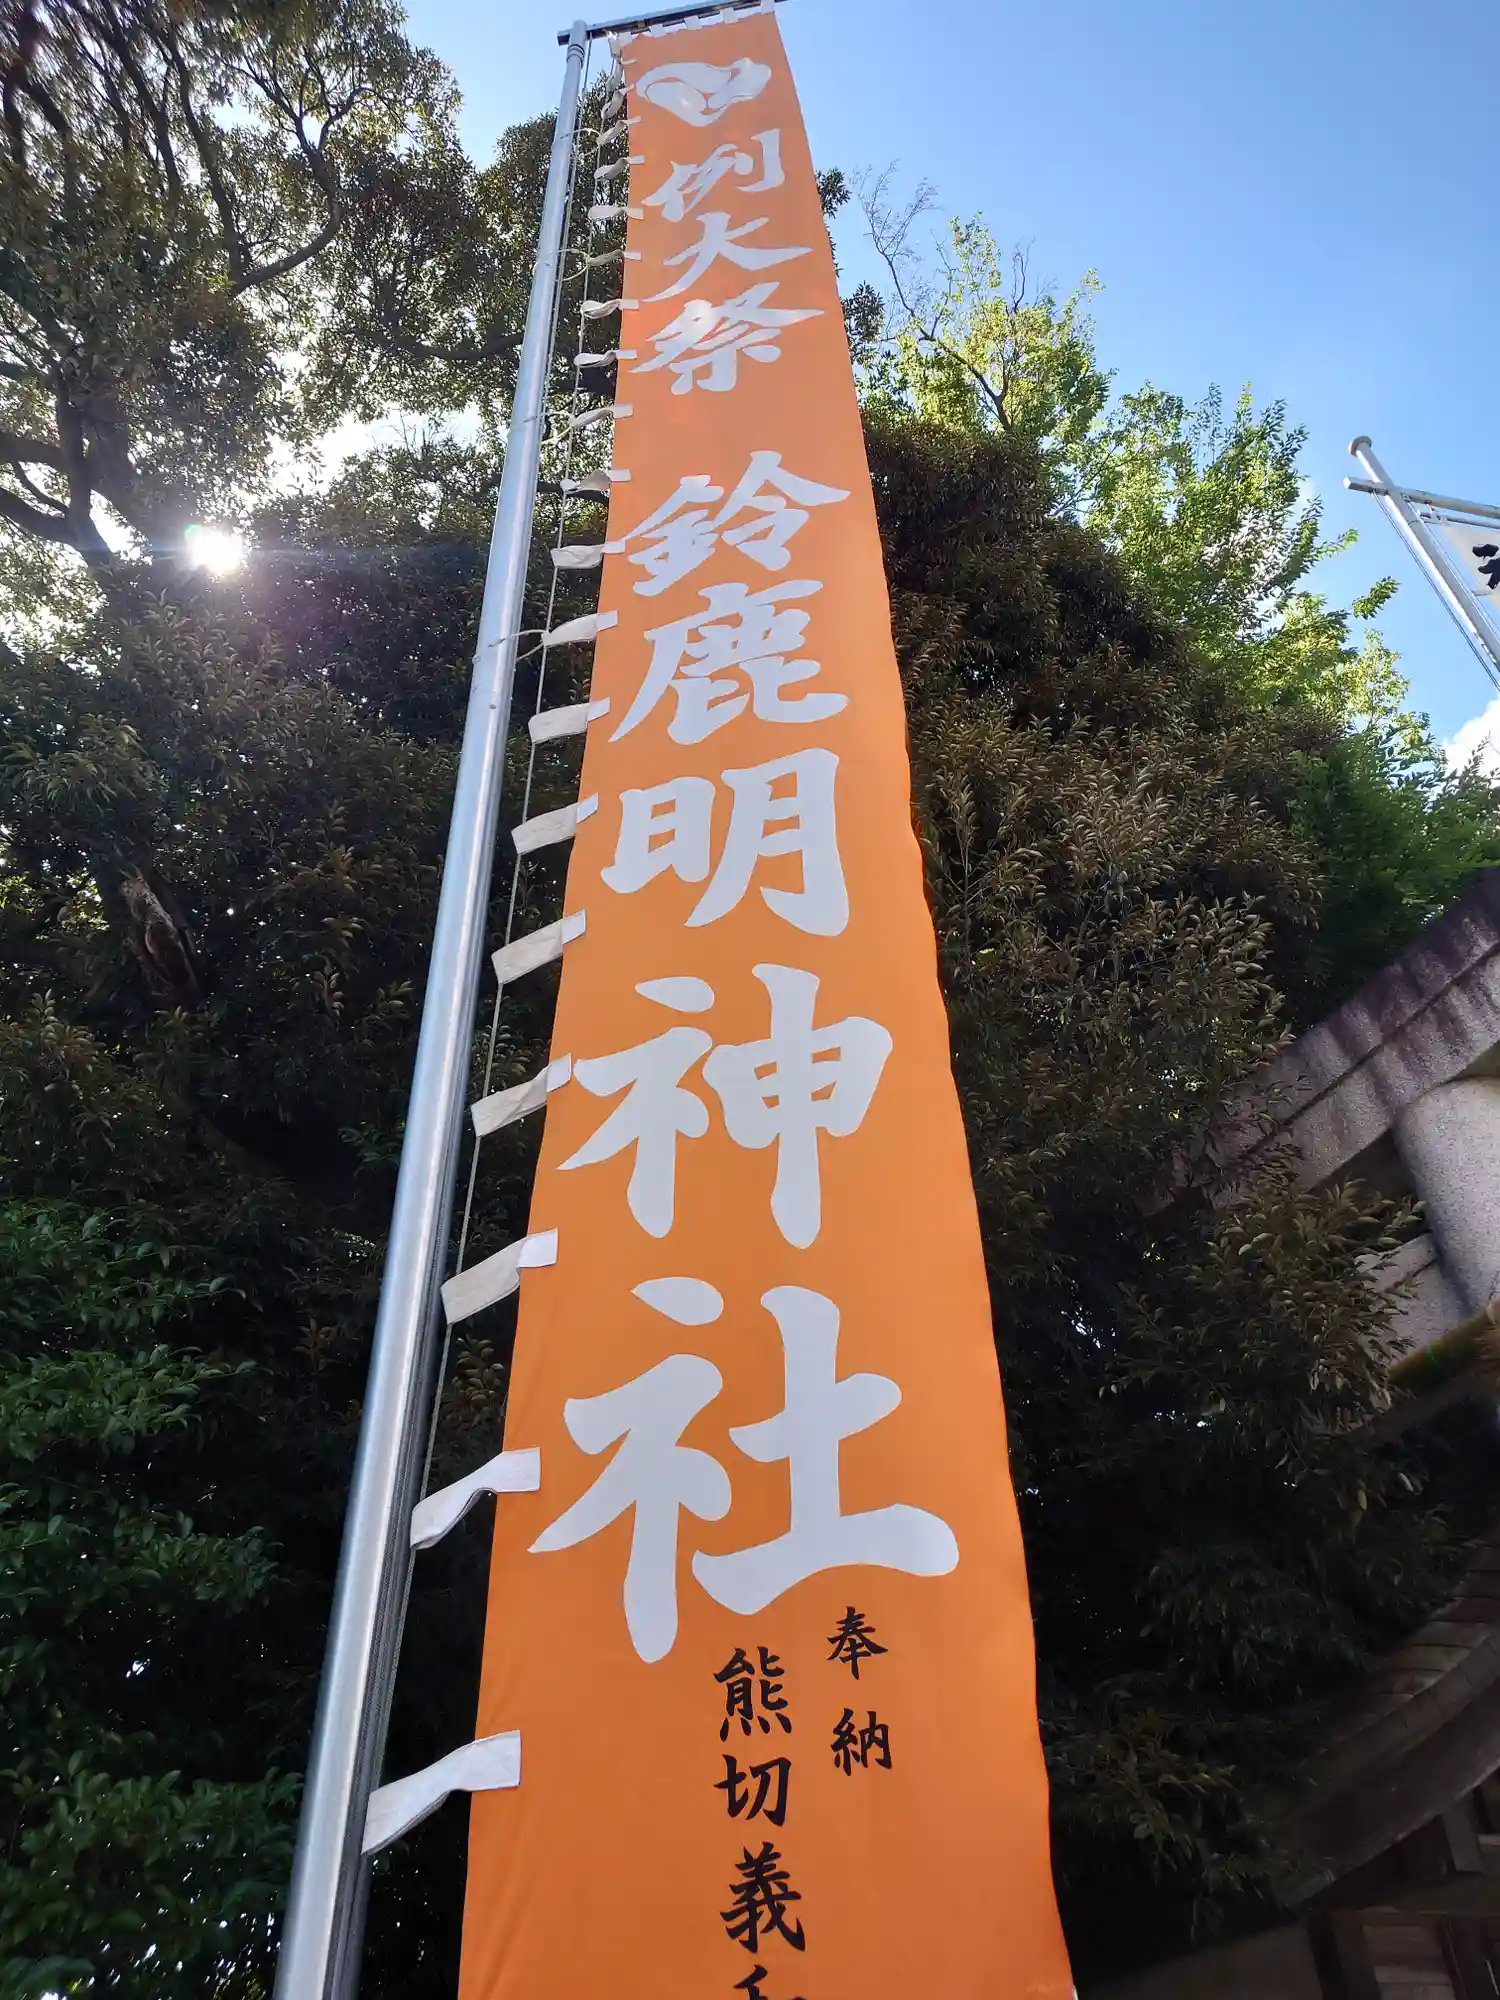 例大祭 鈴鹿明神社
奉納
熊切義